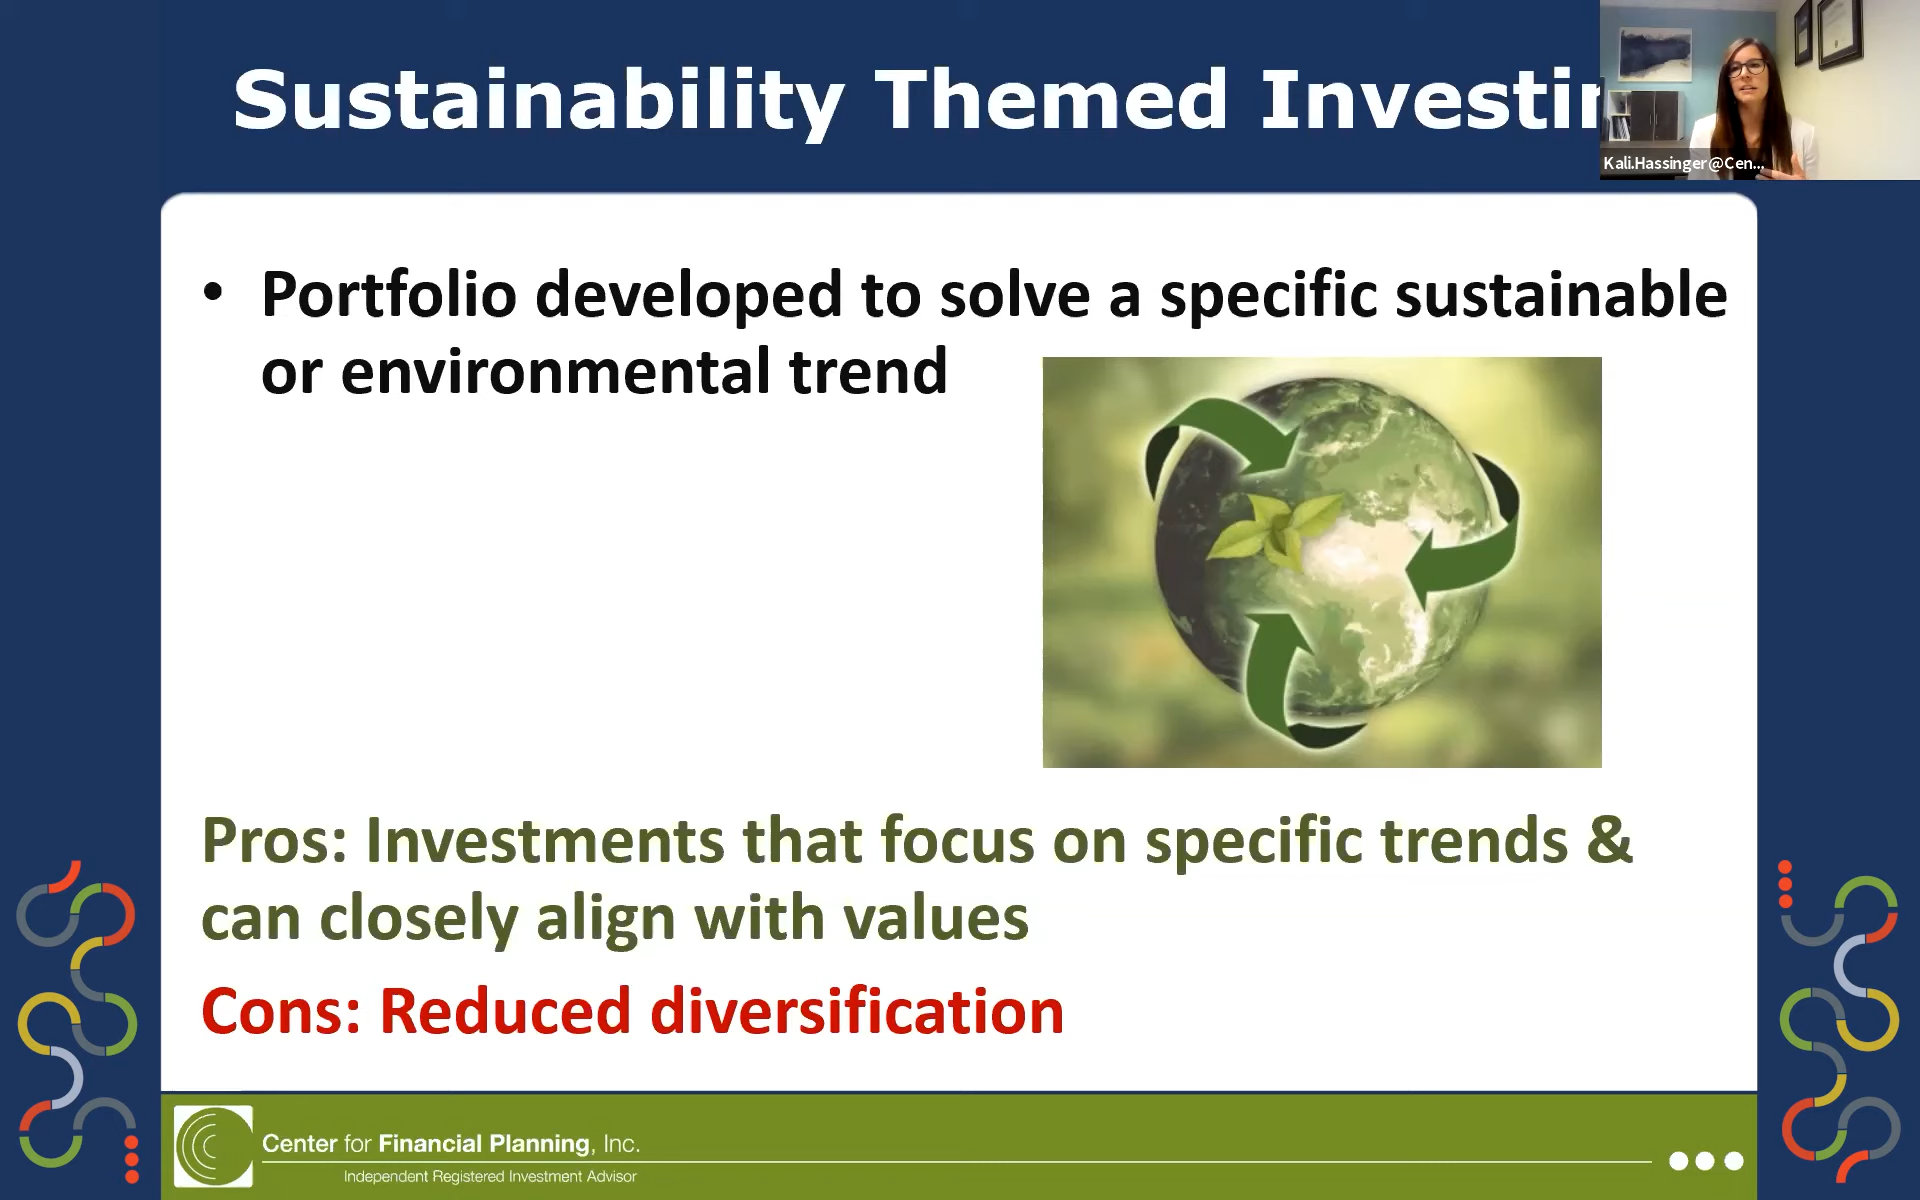 Sustainability Themed Investin
Kali.Hassinger@Cen...
• Portfolio developed to solve a specific sustainable
or environmental trend
Pros: Investments that focus on specific trends &
can closely align with values
Cons: Reduced diversification
Center for Financial Planning, Inc.
Independent Registered Investment Advisor